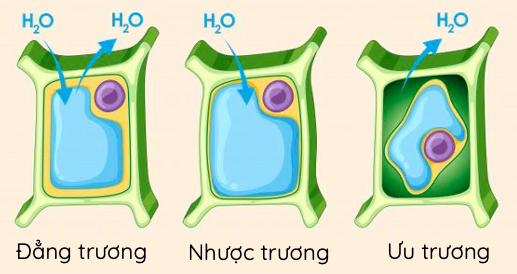 H₂O H₂O H₂O H₂O
Đẳng trương Nhược trương Ưu trương